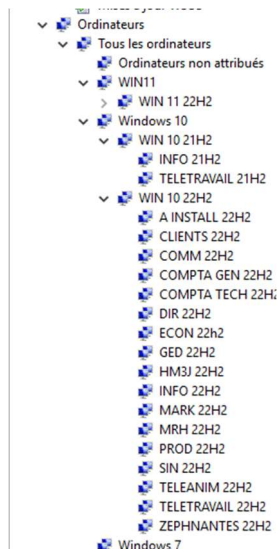 Ordinateurs
Tous les ordinateurs
Ordinateurs non attribués
WIN11
WIN 11 22H2
Windows 10
WIN 10 21H2
INFO 21H2
TELETRAVAIL 21H2
WIN 10 22H2
A INSTALL 22H2
CLIENTS 22H2
COMM 22H2
COMPTA GEN 22H2
COMPTA TECH 22H2
DIR 22H2
ECON 22h2
GED 22H2
HM3J 22H2
INFO 22H2
MARK 22H2
MRH 22H2
PROD 22H2
SIN 22H2
TELEANIM 22H2
TELETRAVAIL 22H2
ZEPHNANTES 22H2
Windows 7